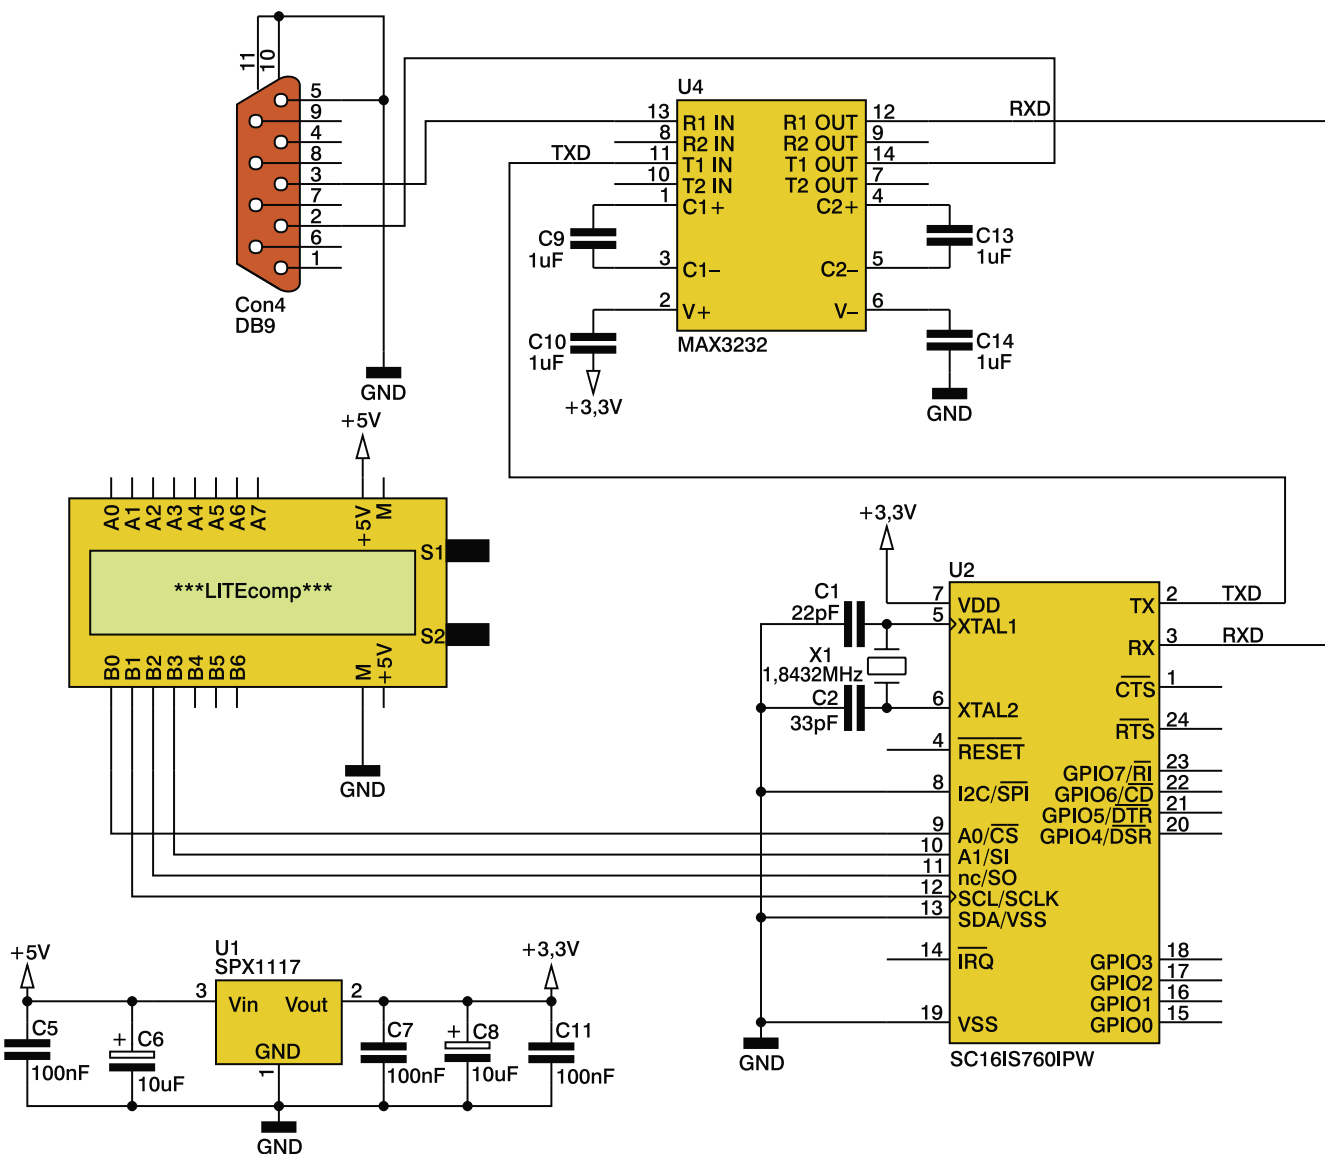 11
10
5
9
4
8
3
7
2
6
1
Con4
DB9
GND
U4
13 R1 IN R1 OUT 12 RXD
8 R2 IN R2 OUT 9
TXD 11 T1 IN T1 OUT 14
10 T2 IN T2 OUT 7
1 C1+ C2+ 4
C9
1uF
C13
1uF
3 C1- C2- 5
2 V+ V- 6
C10
1uF
C14
1uF
MAX3232
+3,3V
GND
+5V
A0 A1 A2 A3 A4 A5 A6 A7 +5V M
S1
***LITEcomp***
S2
B0 B1 B2 B3 B4 B5 B6 M +5V
GND
+3,3V
U2
C1
22pF
X1
1,8432MHz
C2
33pF
7 VDD TX 2 TXD
5 XTAL1
RX 3 RXD
CTS 1
6 XTAL2
RTS 24
4 RESET
GPIO7/RI 23
8 I2C/SPI GPIO6/CD 22
GPIO5/DTR 21
9 A0/CS GPIO4/DSR 20
10 A1/SI
11 nc/SO
12 SCL/SCLK
13 SDA/VSS
14 IRQ GPIO3 18
GPIO2 17
GPIO1 16
19 VSS GPIO0 15
GND
SC16IS760IPW
+5V
U1
SPX1117
+3,3V
3 Vin Vout 2
GND
1
C5
100nF
+ C6
10uF
C7
100nF
+ C8
10uF
C11
100nF
GND